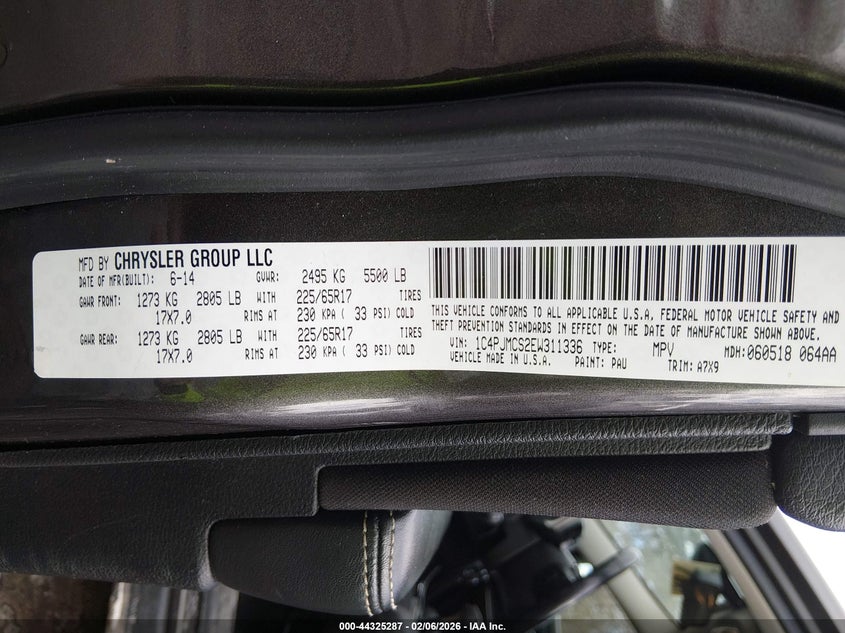 MFD BY CHRYSLER GROUP LLC
DATE OF MFR(BUILT): 6-14 GVWR: 2495 KG 5500 LB
GAWR FRONT: 1273 KG 2805 LB WITH 225/65R17 TIRES
17X7.0 RIMS AT 230 KPA ( 33 PSI) COLD
GAWR REAR: 1273 KG 2805 LB WITH 225/65R17 TIRES
17X7.0 RIMS AT 230 KPA ( 33 PSI) COLD
THIS VEHICLE CONFORMS TO ALL APPLICABLE U.S.A. FEDERAL MOTOR VEHICLE SAFETY AND
THEFT PREVENTION STANDARDS IN EFFECT ON THE DATE OF MANUFACTURE SHOWN ABOVE.
VIN: 1C4PJMCS2EW311336 TYPE: MPV MDH:060518 064AA
VEHICLE MADE IN U.S.A. PAINT: PAU TRIM: A7X9
000-44325287 - 02/06/2026 - IAA Inc.